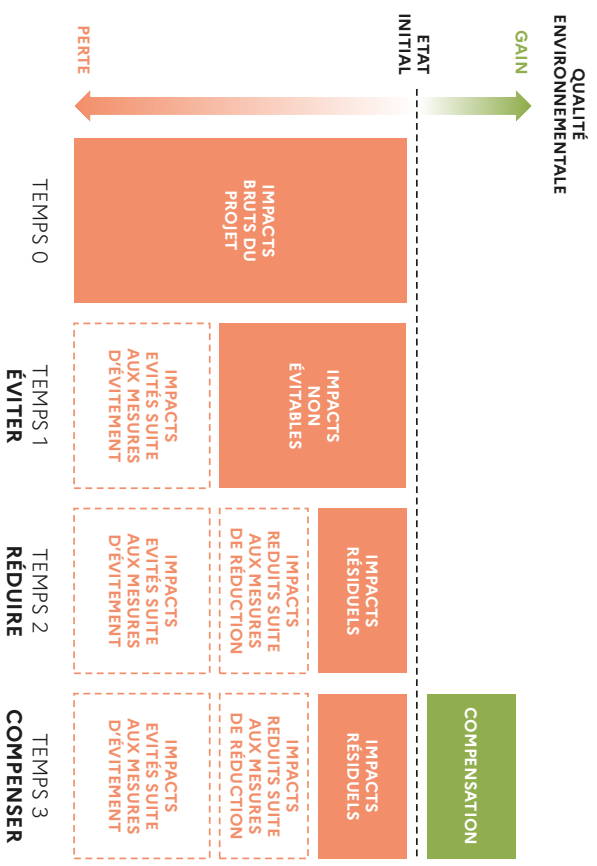 QUALITÉ
ENVIRONNEMENTALE
GAIN
ETAT
INITIAL
PERTE
IMPACTS
BRUTS DU
PROJET
TEMPS 0
IMPACTS
NON
ÉVITABLES
IMPACTS
EVITÉS SUITE
AUX MESURES
D'ÉVITEMENT
TEMPS 1
ÉVITER
IMPACTS
RÉSIDUELS
IMPACTS
REDUITS SUITE
AUX MESURES
DE RÉDUCTION
IMPACTS
EVITÉS SUITE
AUX MESURES
D'ÉVITEMENT
TEMPS 2
RÉDUIRE
COMPENSATION
IMPACTS
RÉSIDUELS
IMPACTS
REDUITS SUITE
AUX MESURES
DE RÉDUCTION
IMPACTS
EVITÉS SUITE
AUX MESURES
D'ÉVITEMENT
TEMPS 3
COMPENSER